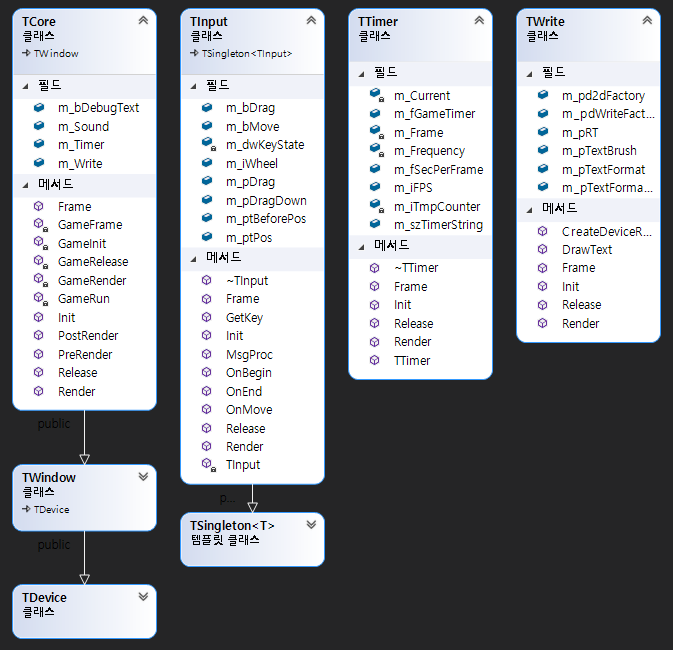 TCore
클래스
TWindow
필드
m_bDebugText
m_Sound
m_Timer
m_Write
메서드
Frame
GameFrame
GameInit
GameRelease
GameRender
GameRun
Init
PostRender
PreRender
Release
Render
public
TWindow
클래스
TDevice
public
TDevice
클래스
TInput
클래스
TSingleton<TInput>
필드
m_bDrag
m_bMove
m_dwKeyState
m_iWheel
m_pDrag
m_pDragDown
m_ptBeforePos
m_ptPos
메서드
~TInput
Frame
GetKey
Init
MsgProc
OnBegin
OnEnd
OnMove
Release
Render
TInput
p...
TSingleton<T>
템플릿 클래스
TTimer
클래스
필드
m_Current
m_fGameTimer
m_Frame
m_Frequency
m_fSecPerFrame
m_iFPS
m_iTmpCounter
m_szTimerString
메서드
~TTimer
Frame
Init
Release
Render
TTimer
TWrite
클래스
필드
m_pd2dFactory
m_pdWriteFact...
m_pRT
m_pTextBrush
m_pTextFormat
m_pTextForma...
메서드
CreateDeviceR...
DrawText
Frame
Init
Release
Render